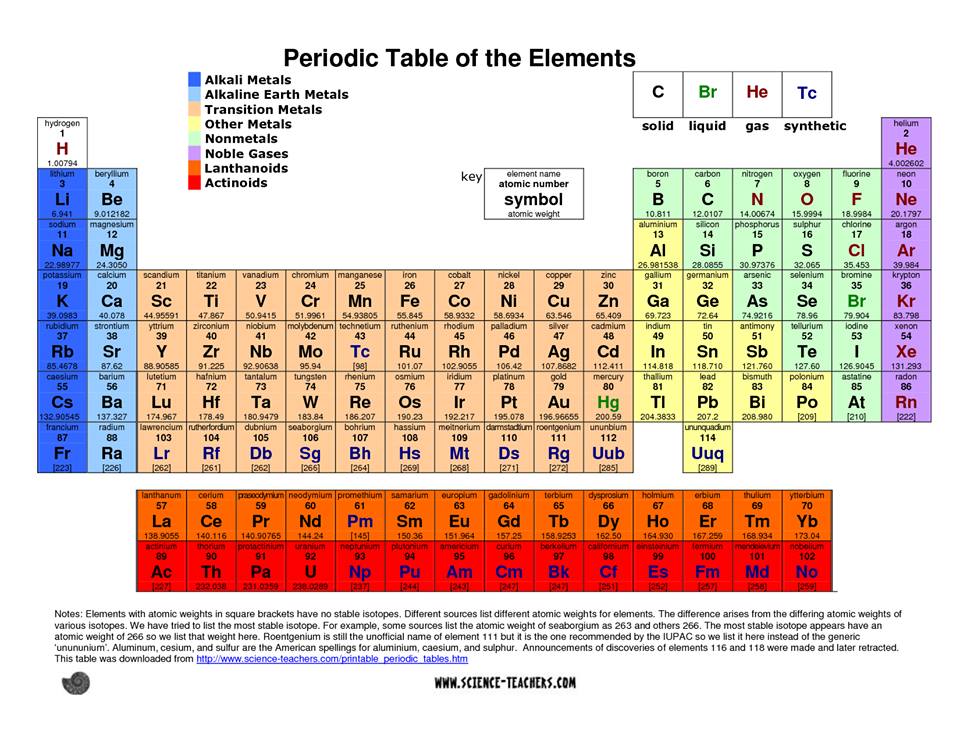 Periodic Table of the Elements
Alkali Metals
Alkaline Earth Metals
Transition Metals
Other Metals
Nonmetals
Noble Gases
Lanthanoids
Actinoids
C Br He Tc
solid liquid gas synthetic
key
element name
atomic number
symbol
atomic weight
hydrogen helium
1 2
H He
1.00794 4.002602
lithium beryllium boron carbon nitrogen oxygen fluorine neon
3 4 5 6 7 8 9 10
Li Be B C N O F Ne
6.941 9.012182 10.811 12.0107 14.00674 15.9994 18.9984 20.1797
sodium magnesium aluminium silicon phosphorus sulphur chlorine argon
11 12 13 14 15 16 17 18
Na Mg Al Si P S Cl Ar
22.98977 24.3050 26.981538 28.0855 30.97376 32.065 35.453 39.984
potassium calcium scandium titanium vanadium chromium manganese iron cobalt nickel copper zinc gallium germanium arsenic selenium bromine krypton
19 20 21 22 23 24 25 26 27 28 29 30 31 32 33 34 35 36
K Ca Sc Ti V Cr Mn Fe Co Ni Cu Zn Ga Ge As Se Br Kr
39.0983 40.078 44.95591 47.867 50.9415 51.9961 54.93805 55.845 58.9332 58.6934 63.546 65.409 69.723 72.64 74.9216 78.96 79.904 83.798
rubidium strontium yttrium zirconium niobium molybdenum technetium ruthenium rhodium palladium silver cadmium indium tin antimony tellurium iodine xenon
37 38 39 40 41 42 43 44 45 46 47 48 49 50 51 52 53 54
Rb Sr Y Zr Nb Mo Tc Ru Rh Pd Ag Cd In Sn Sb Te I Xe
85.4678 87.62 88.90585 91.225 92.90638 95.94 [98] 101.07 102.9055 106.42 107.8682 112.411 114.818 118.710 121.760 127.60 126.9045 131.293
caesium barium lutetium hafnium tantalum tungsten rhenium osmium iridium platinum gold mercury thallium lead bismuth polonium astatine radon
55 56 71 72 73 74 75 76 77 78 79 80 81 82 83 84 85 86
Cs Ba Lu Hf Ta W Re Os Ir Pt Au Hg Tl Pb Bi Po At Rn
132.90545 137.327 174.967 178.49 180.9479 183.84 186.207 190.23 192.217 195.078 196.96655 200.59 204.3833 207.2 208.980 [209] [210] [222]
francium radium lawrencium rutherfordium dubnium seaborgium bohrium hassium meitnerium darmstadtium roentgenium ununbium ununquadium
87 88 103 104 105 106 107 108 109 110 111 112 114
Fr Ra Lr Rf Db Sg Bh Hs Mt Ds Rg Uub Uuq
[223] [226] [262] [261] [262] [266] [264] [269] [268] [271] [272] [285] [289]
lanthanum cerium praseodymium neodymium promethium samarium europium gadolinium terbium dysprosium holmium erbium thulium ytterbium
57 58 59 60 61 62 63 64 65 66 67 68 69 70
La Ce Pr Nd Pm Sm Eu Gd Tb Dy Ho Er Tm Yb
138.9055 140.116 140.90765 144.24 [145] 150.36 151.964 157.25 158.9253 162.50 164.930 167.259 168.934 173.04
actinium thorium protactinium uranium neptunium plutonium americium curium berkelium californium einsteinium fermium mendelevium nobelium
89 90 91 92 93 94 95 96 97 98 99 100 101 102
Ac Th Pa U Np Pu Am Cm Bk Cf Es Fm Md No
[227] 232.038 231.0359 238.0289 [237] [244] [243] [247] [247] [251] [252] [257] [258] [259]
Notes: Elements with atomic weights in square brackets have no stable isotopes. Different sources list different atomic weights for elements. The difference arises from the differing atomic weights of
various isotopes. We have tried to list the most stable isotope. For example, some sources list the atomic weight of seaborgium as 263 and others 266. The most stable isotope appears have an
atomic weight of 266 so we list that weight here. Roentgenium is still the unofficial name of element 111 but it is the one recommended by the IUPAC so we list it here instead of the generic
'unununium'. Aluminum, cesium, and sulfur are the American spellings for aluminium, caesium, and sulphur. Announcements of discoveries of elements 116 and 118 were made and later retracted.
This table was downloaded from http://www.science-teachers.com/printable_periodic_tables.htm
WWW.SCIENCE-TEACHERS.COM